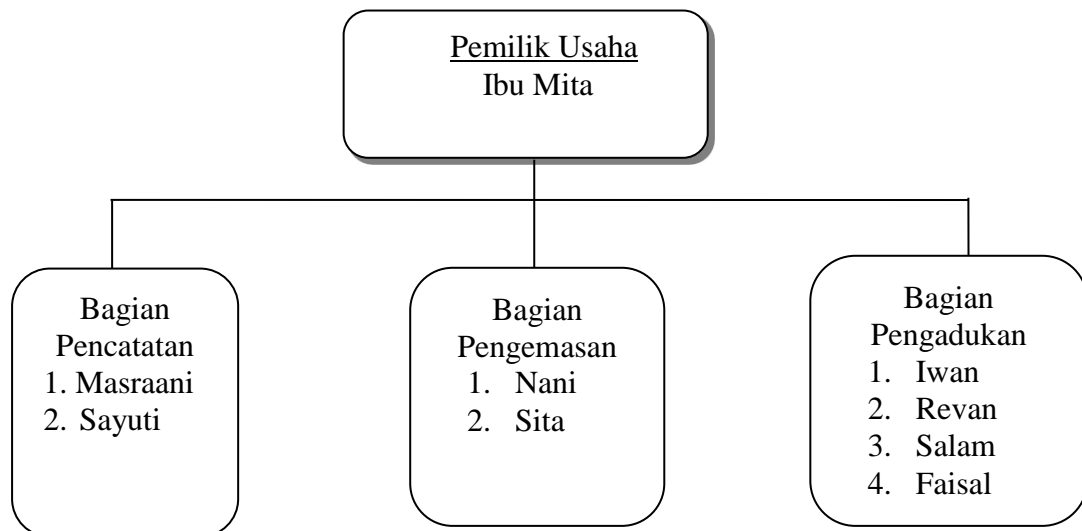 Pemilik Usaha
Ibu Mita
Bagian
Pencatatan
1. Masraani
2. Sayuti
Bagian
Pengemasan
1. Nani
2. Sita
Bagian
Pengadukan
1. Iwan
2. Revan
3. Salam
4. Faisal